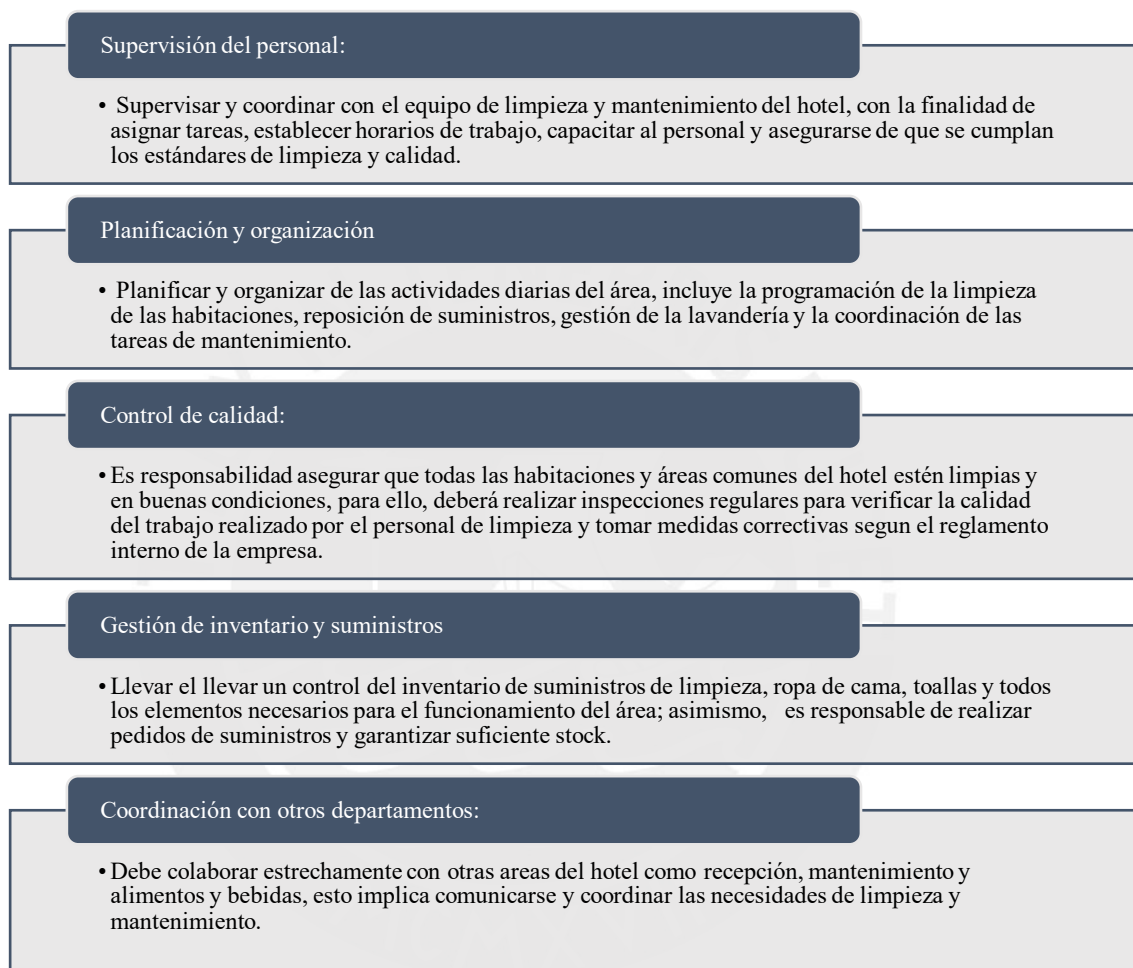 Supervisión del personal:
• Supervisar y coordinar con el equipo de limpieza y mantenimiento del hotel, con la finalidad de
asignar tareas, establecer horarios de trabajo, capacitar al personal y asegurarse de que se cumplan
los estándares de limpieza y calidad.
Planificación y organización
• Planificar y organizar de las actividades diarias del área, incluye la programación de la limpieza
de las habitaciones, reposición de suministros, gestión de la lavandería y la coordinación de las
tareas de mantenimiento.
Control de calidad:
• Es responsabilidad asegurar que todas las habitaciones y áreas comunes del hotel estén limpias y
en buenas condiciones, para ello, deberá realizar inspecciones regulares para verificar la calidad
del trabajo realizado por el personal de limpieza y tomar medidas correctivas segun el reglamento
interno de la empresa.
Gestión de inventario y suministros
• Llevar el llevar un control del inventario de suministros de limpieza, ropa de cama, toallas y todos
los elementos necesarios para el funcionamiento del área; asimismo, es responsable de realizar
pedidos de suministros y garantizar suficiente stock.
Coordinación con otros departamentos:
• Debe colaborar estrechamente con otras areas del hotel como recepción, mantenimiento y
alimentos y bebidas, esto implica comunicarse y coordinar las necesidades de limpieza y
mantenimiento.